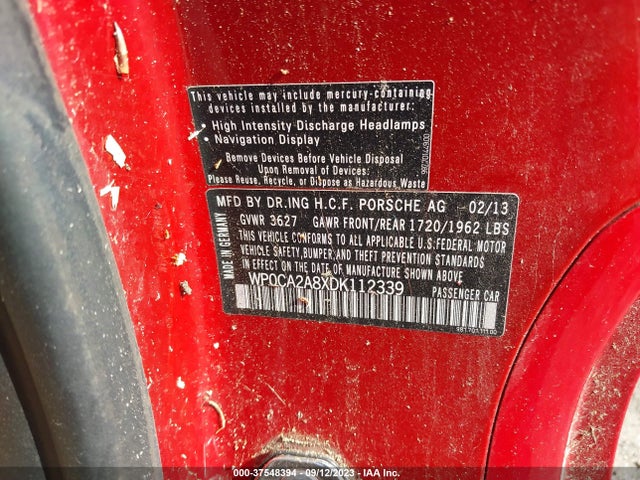 This vehicle may include mercury-containing
devices installed by the manufacturer:
• High Intensity Discharge Headlamps
• Navigation Display
Remove Devices Before Vehicle Disposal
Upon Removal of Devices:
Please Reuse, Recycle, or Dispose as Hazardous Waste
MFD BY DR.ING H.C.F. PORSCHE AG 02/13
GVWR 3627 GAWR FRONT/REAR 1720/1962 LBS
THIS VEHICLE CONFORMS TO ALL APPLICABLE U.S.FEDERAL MOTOR
VEHICLE SAFETY,BUMPER,AND THEFT PREVENTION STANDARDS
IN EFFECT ON THE DATE OF MANUFACTURE SHOWN ABOVE
WP0CA2A8XDK112339
PASSENGER CAR
MADE IN GERMANY
000-37548394 - 09/12/2023 - IAA Inc.